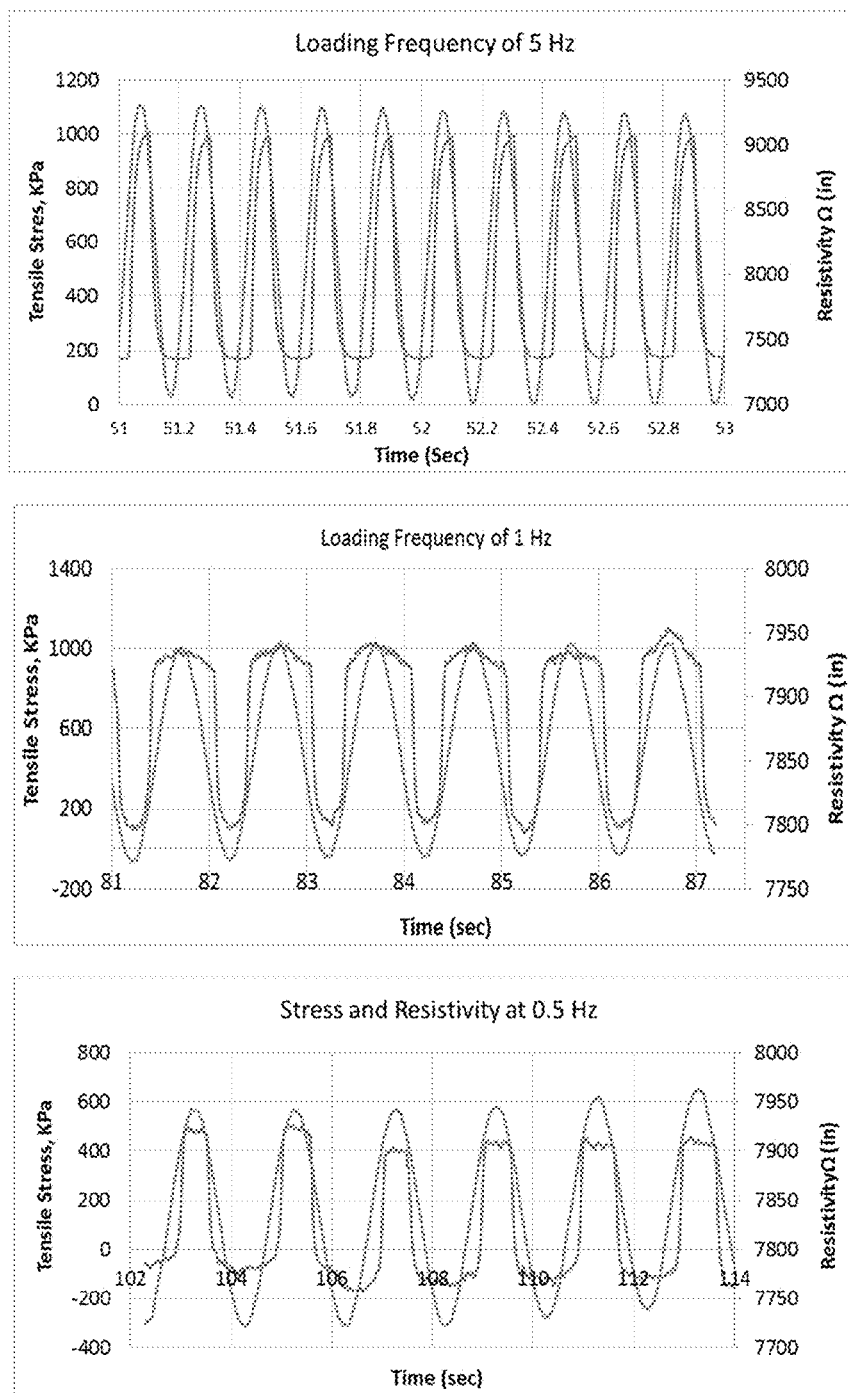 Loading Frequency of 5 Hz
Tensile Stres, KPa
1200
1000
800
600
400
200
0
9500
9000
8500
8000
7500
7000
Resistivity Ω (in)
51 51.2 51.4 51.6 51.8 52 52.2 52.4 52.6 52.8 53
Time (Sec)
Loading Frequency of 1 Hz
Tensile Stress, KPa
1400
1000
600
200
-200
8000
7950
7900
7850
7800
7750
Resistivity Ω (in)
81 82 83 84 85 86 87
Time (sec)
Stress and Resistivity at 0.5 Hz
Tensile Stress, KPa
800
600
400
200
0
-200
-400
8000
7950
7900
7850
7800
7750
7700
ResistivityΩ (in)
102 104 106 108 110 112 114
Time (sec)